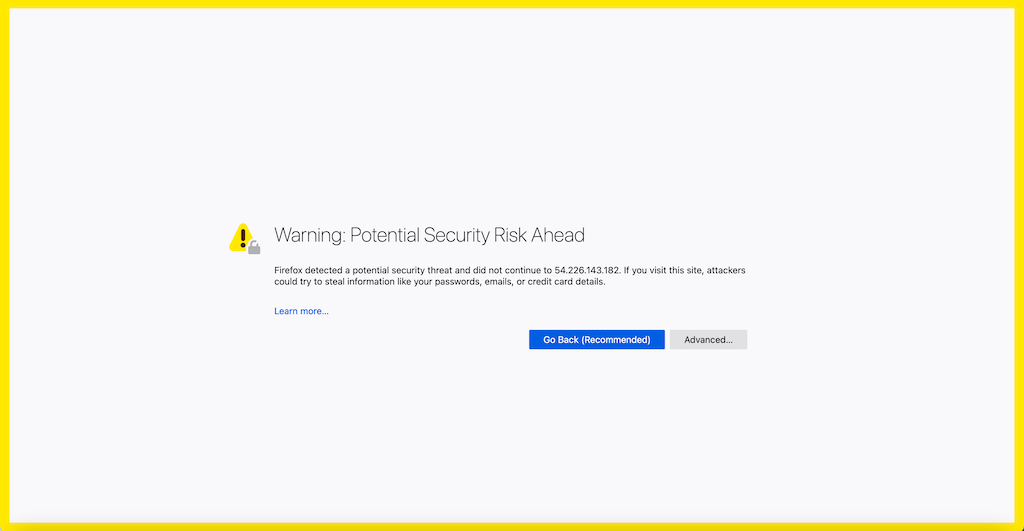 Warning: Potential Security Risk Ahead
Firefox detected a potential security threat and did not continue to 54.226.143.182. If you visit this site, attackers
could try to steal information like your passwords, emails, or credit card details.
Learn more...
Go Back (Recommended)
Advanced...